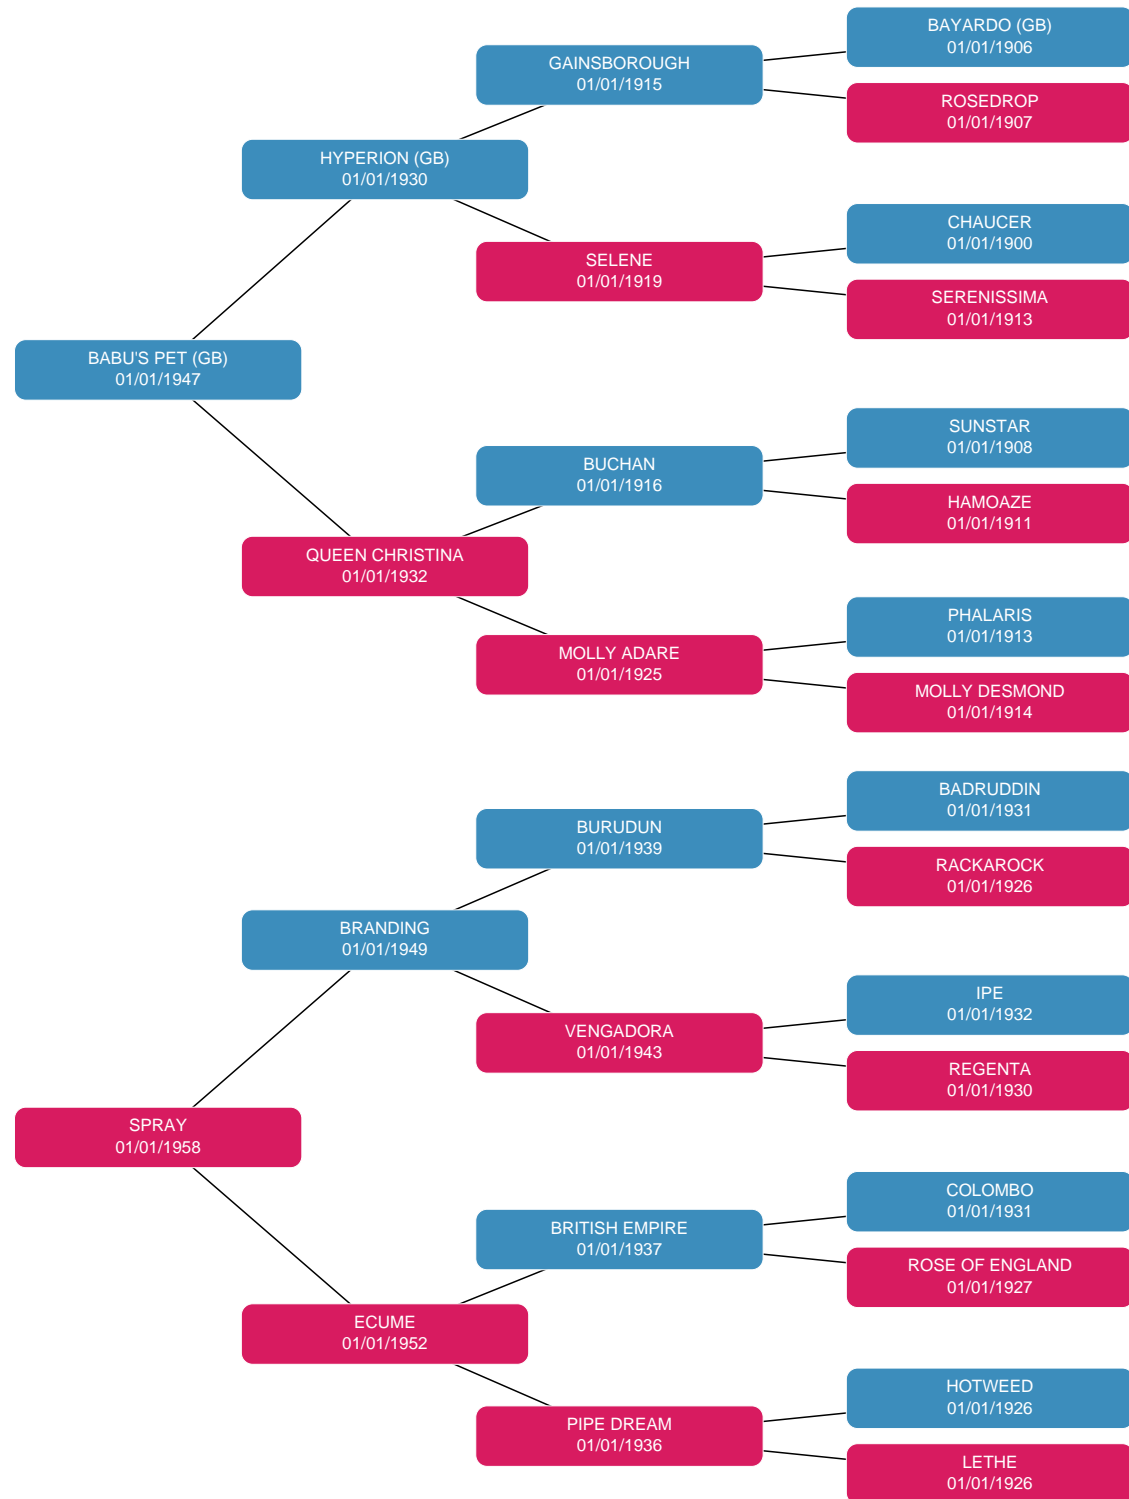 BAYARDO (GB)
01/01/1906
GAINSBOROUGH
01/01/1915
ROSEDROP
01/01/1907
HYPERION (GB)
01/01/1930
CHAUCER
01/01/1900
SELENE
01/01/1919
SERENISSIMA
01/01/1913
BABU'S PET (GB)
01/01/1947
SUNSTAR
01/01/1908
BUCHAN
01/01/1916
HAMOAZE
01/01/1911
QUEEN CHRISTINA
01/01/1932
PHALARIS
01/01/1913
MOLLY ADARE
01/01/1925
MOLLY DESMOND
01/01/1914
BADRUDDIN
01/01/1931
BURUDUN
01/01/1939
RACKAROCK
01/01/1926
BRANDING
01/01/1949
IPE
01/01/1932
VENGADORA
01/01/1943
REGENTA
01/01/1930
SPRAY
01/01/1958
COLOMBO
01/01/1931
BRITISH EMPIRE
01/01/1937
ROSE OF ENGLAND
01/01/1927
ECUME
01/01/1952
HOTWEED
01/01/1926
PIPE DREAM
01/01/1936
LETHE
01/01/1926